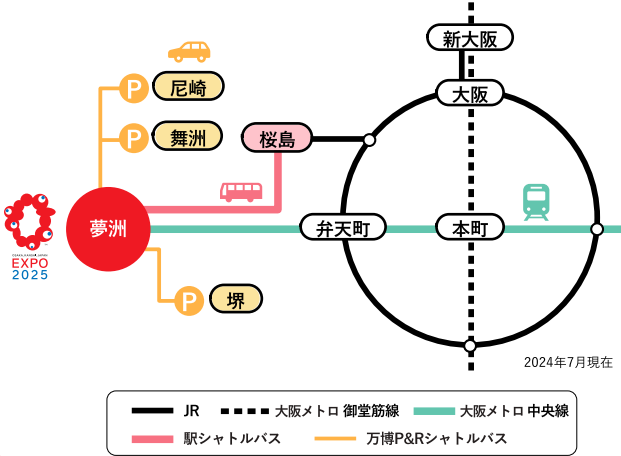 新大阪
P 尼崎
大阪
P 舞洲
桜島
夢洲
弁天町
本町
EXPO
2025
P 堺
2024年7月現在
JR
大阪メトロ 御堂筋線
大阪メトロ 中央線
駅シャトルバス
万博P&Rシャトルバス